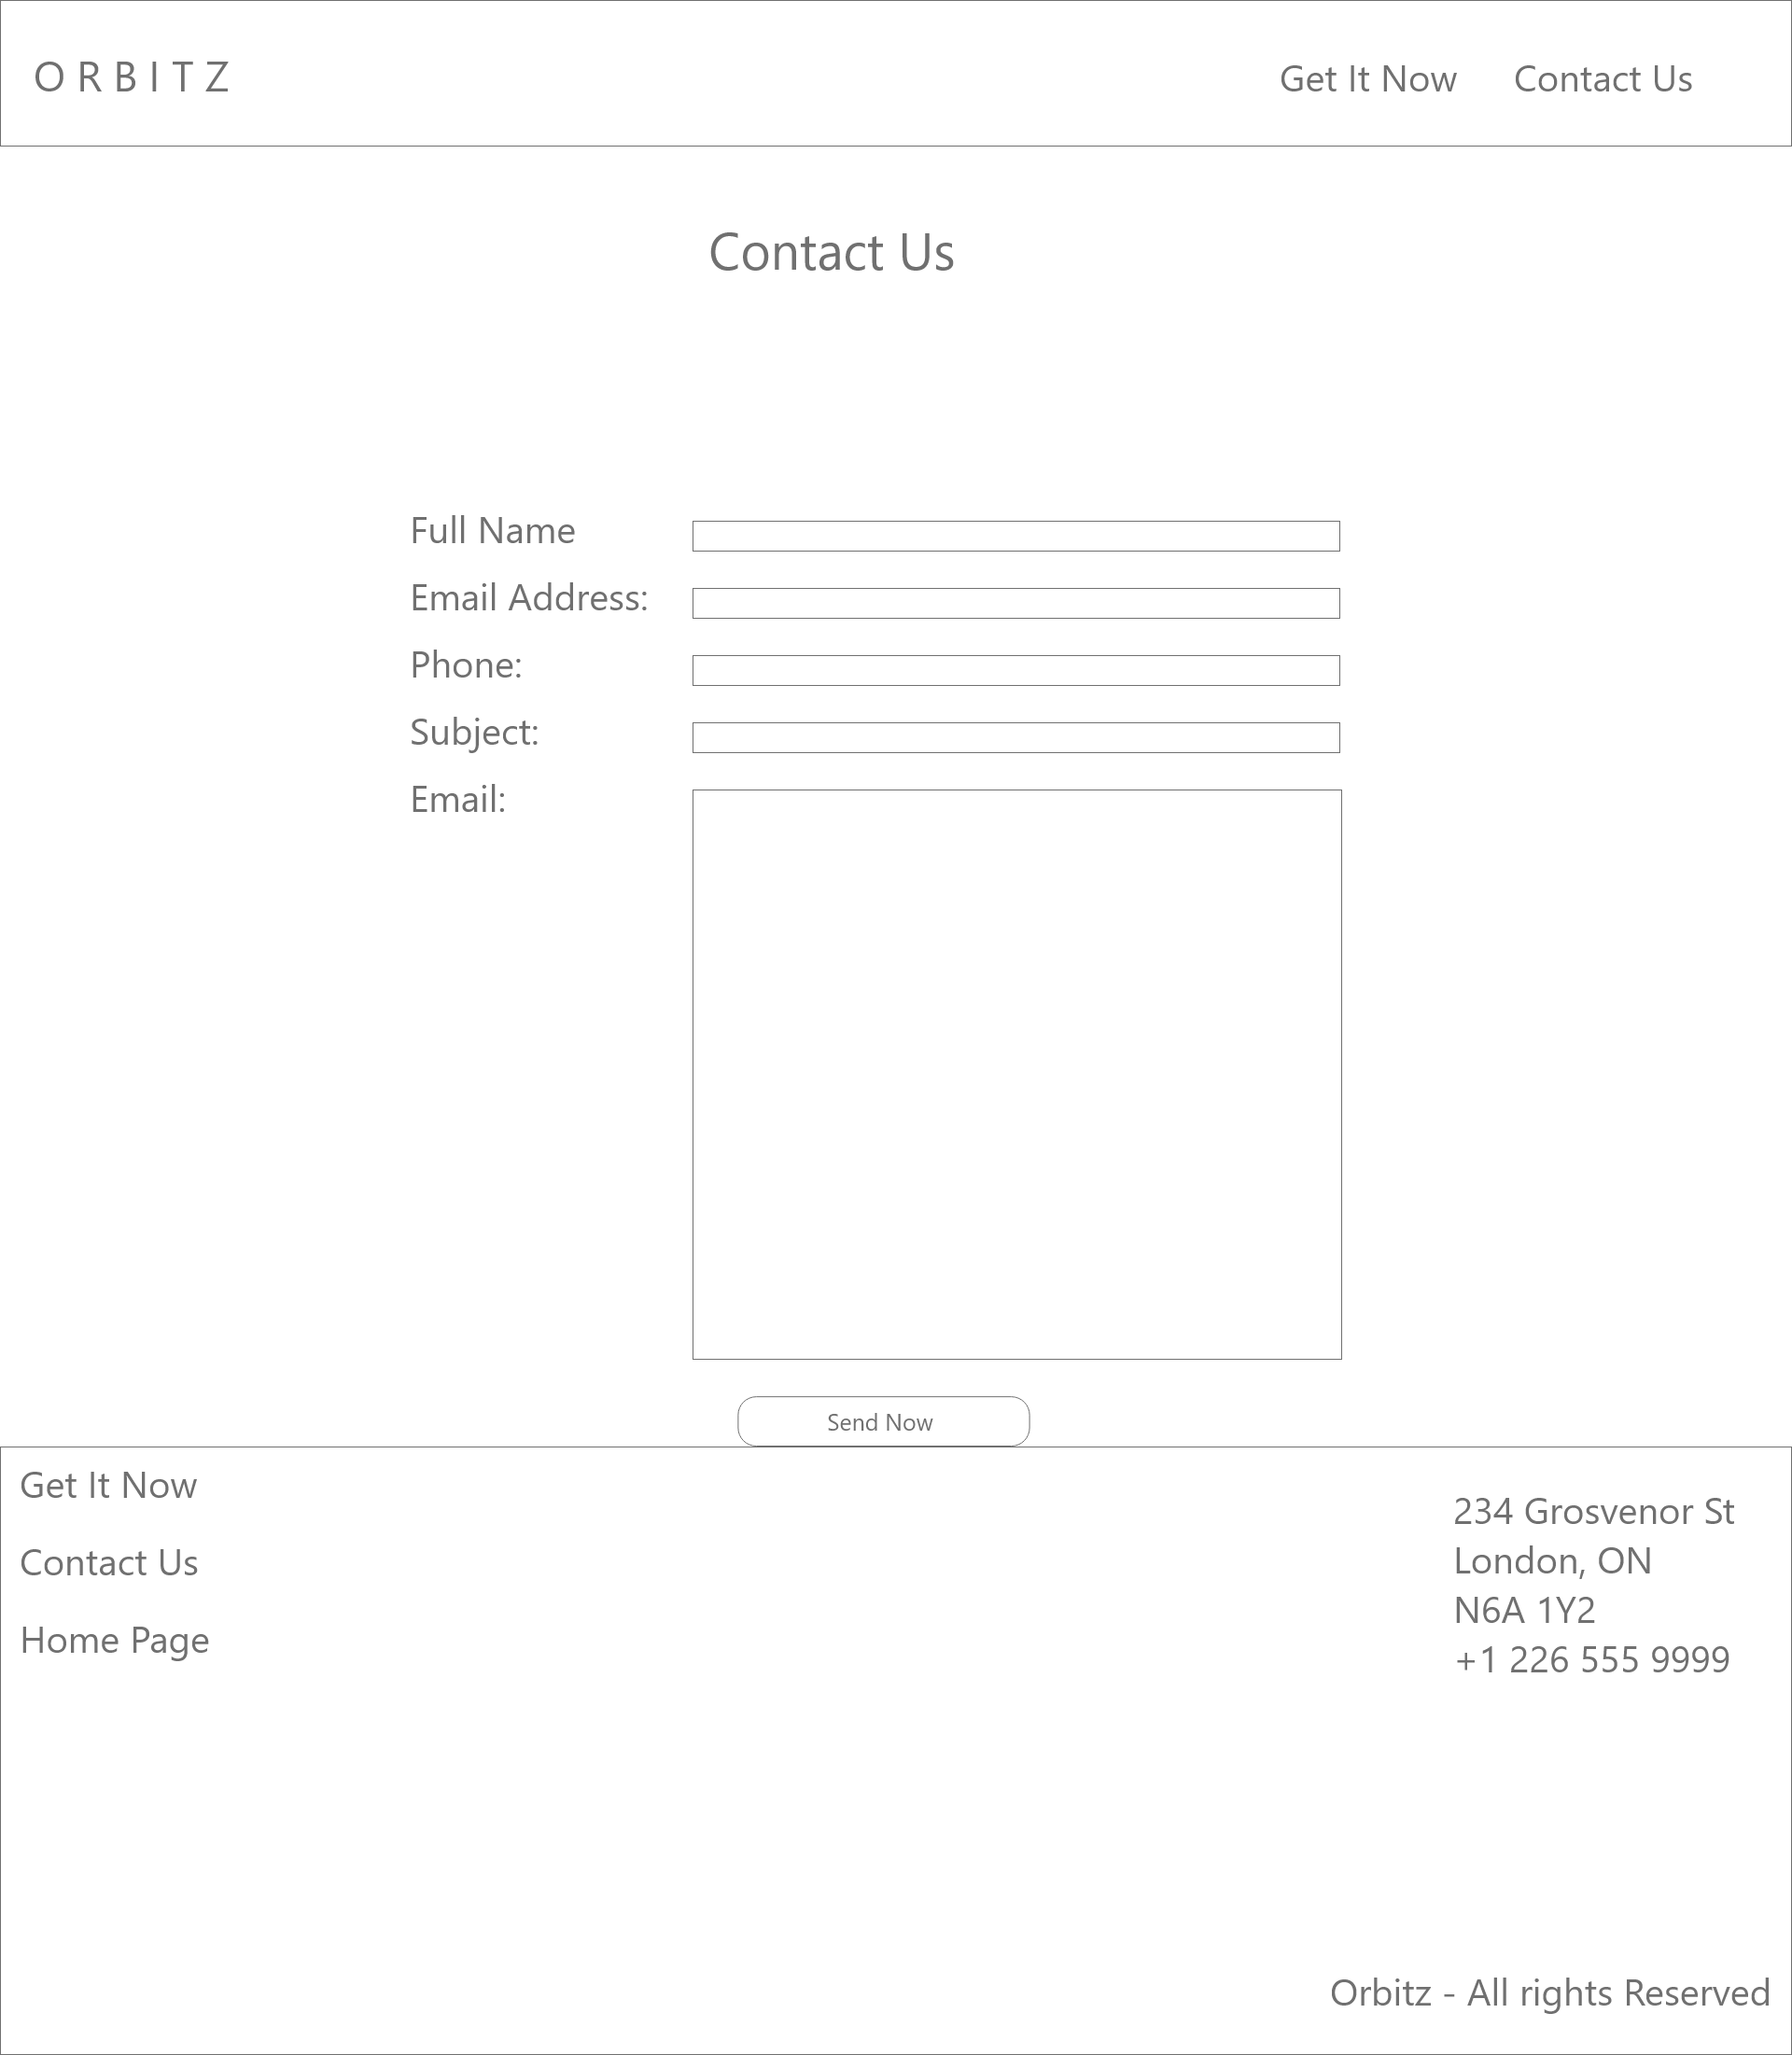 O R B I T Z
Get It Now
Contact Us
Contact Us
Full Name
Email Address:
Phone:
Subject:
Email:
Send Now
Get It Now
Contact Us
Home Page
234 Grosvenor St
London, ON
N6A 1Y2
+1 226 555 9999
Orbitz - All rights Reserved